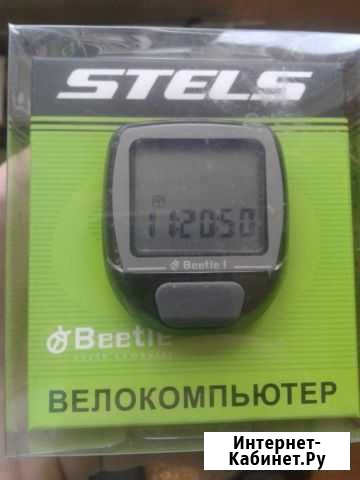 STELS
11:20:50
Beetle 1
Beetle
ВЕЛОКОМПЬЮТЕР
Интернет-
Кабинет.Ру